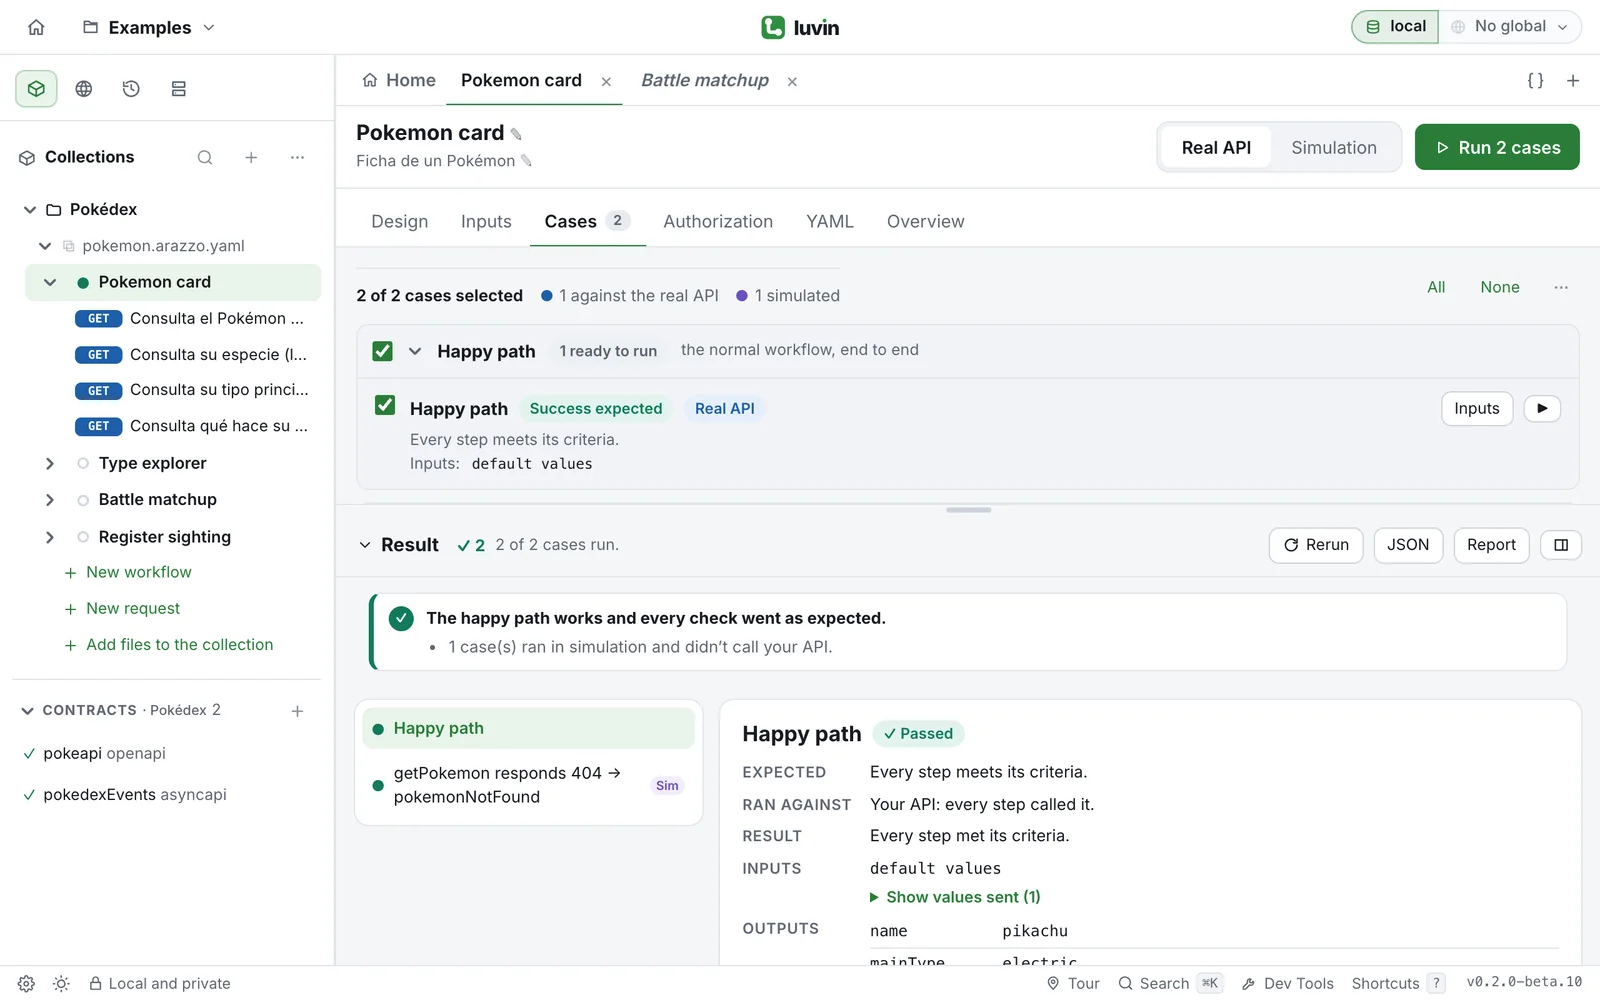 Examples
luvin
local
No global
Home
Pokemon card
Battle matchup
{}
Collections
Pokemon card
Ficha de un Pokémon
Real API
Simulation
Run 2 cases
Pokédex
pokemon.arazzo.yaml
Pokemon card
GET Consulta el Pokémon ...
GET Consulta su especie (l...
GET Consulta su tipo princi...
GET Consulta qué hace su ...
Type explorer
Battle matchup
Register sighting
+ New workflow
+ New request
+ Add files to the collection
CONTRACTS · Pokédex 2
pokeapi openapi
pokedexEvents asyncapi
Design
Inputs
Cases 2
Authorization
YAML
Overview
2 of 2 cases selected
1 against the real API
1 simulated
All
None
Happy path
1 ready to run
the normal workflow, end to end
Happy path
Success expected
Real API
Inputs
Every step meets its criteria.
Inputs: default values
Result
2
2 of 2 cases run.
Rerun
JSON
Report
The happy path works and every check went as expected.
• 1 case(s) ran in simulation and didn’t call your API.
Happy path
getPokemon responds 404 →
pokemonNotFound
Sim
Happy path
Passed
EXPECTED Every step meets its criteria.
RAN AGAINST Your API: every step called it.
RESULT Every step met its criteria.
INPUTS default values
Show values sent (1)
OUTPUTS name pikachu
mainType electric
Local and private
Tour
Search ⌘K
Dev Tools
Shortcuts ?
v0.2.0-beta.10